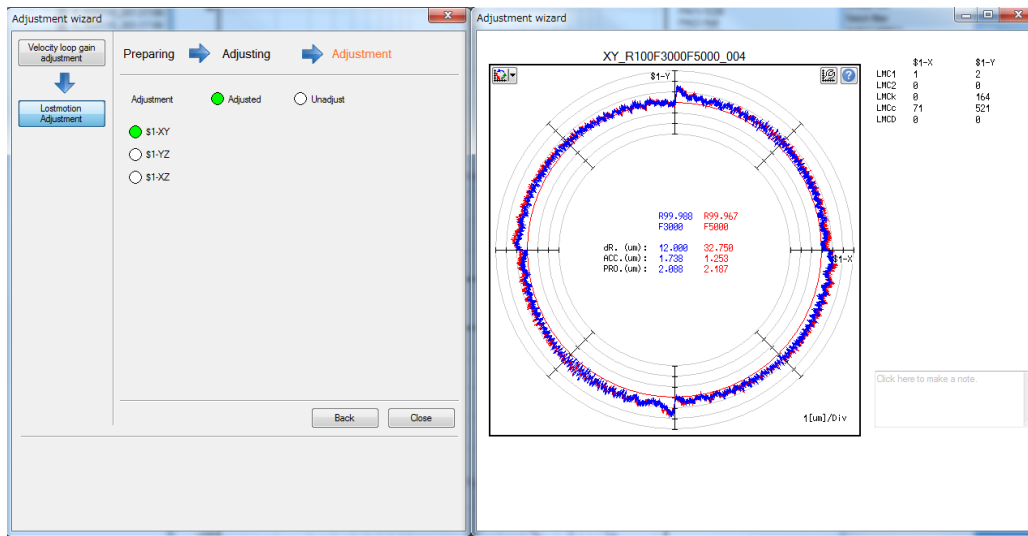 Adjustment wizard
Velocity loop gain
adjustment
Lostmotion
Adjustment
Preparing Adjusting Adjustment
Adjustment Adjusted Unadjust
$1-XY
$1-YZ
$1-XZ
Back Close
Adjustment wizard
XY_R100F3000F5000_004
$1-Y
$1-X
R99.988 R99.967
F3000 F5000
dR. (um): 12.000 32.750
ACC.(um): 1.738 1.253
PRO.(um): 2.088 2.187
1[um]/Div
$1-X $1-Y
LMC1 1 2
LMC2 0 0
LMCk 0 164
LMCc 71 521
LMCD 0 0
Click here to make a note.